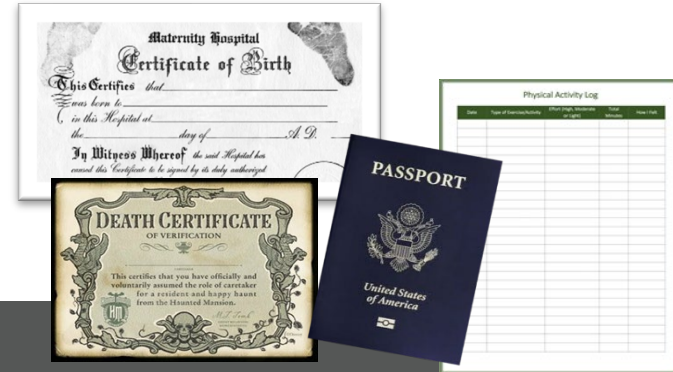 Maternity Hospital
Certificate of Birth
This Certifies that
was born to
in this Hospital at
the day of A.D.
In Witness Whereof the said Hospital has
caused this Certificate to be signed by its duly authorized
DEATH CERTIFICATE
OF VERIFICATION
This certifies that you have officially and
voluntarily assumed the role of caretaker
for a resident and happy haunt
from the Haunted Mansion.
HM
PASSPORT
United States
of America
Physical Activity Log
Date Type of Exercise/Activity Effort (High, Moderate or Light) Total Minutes How I Felt